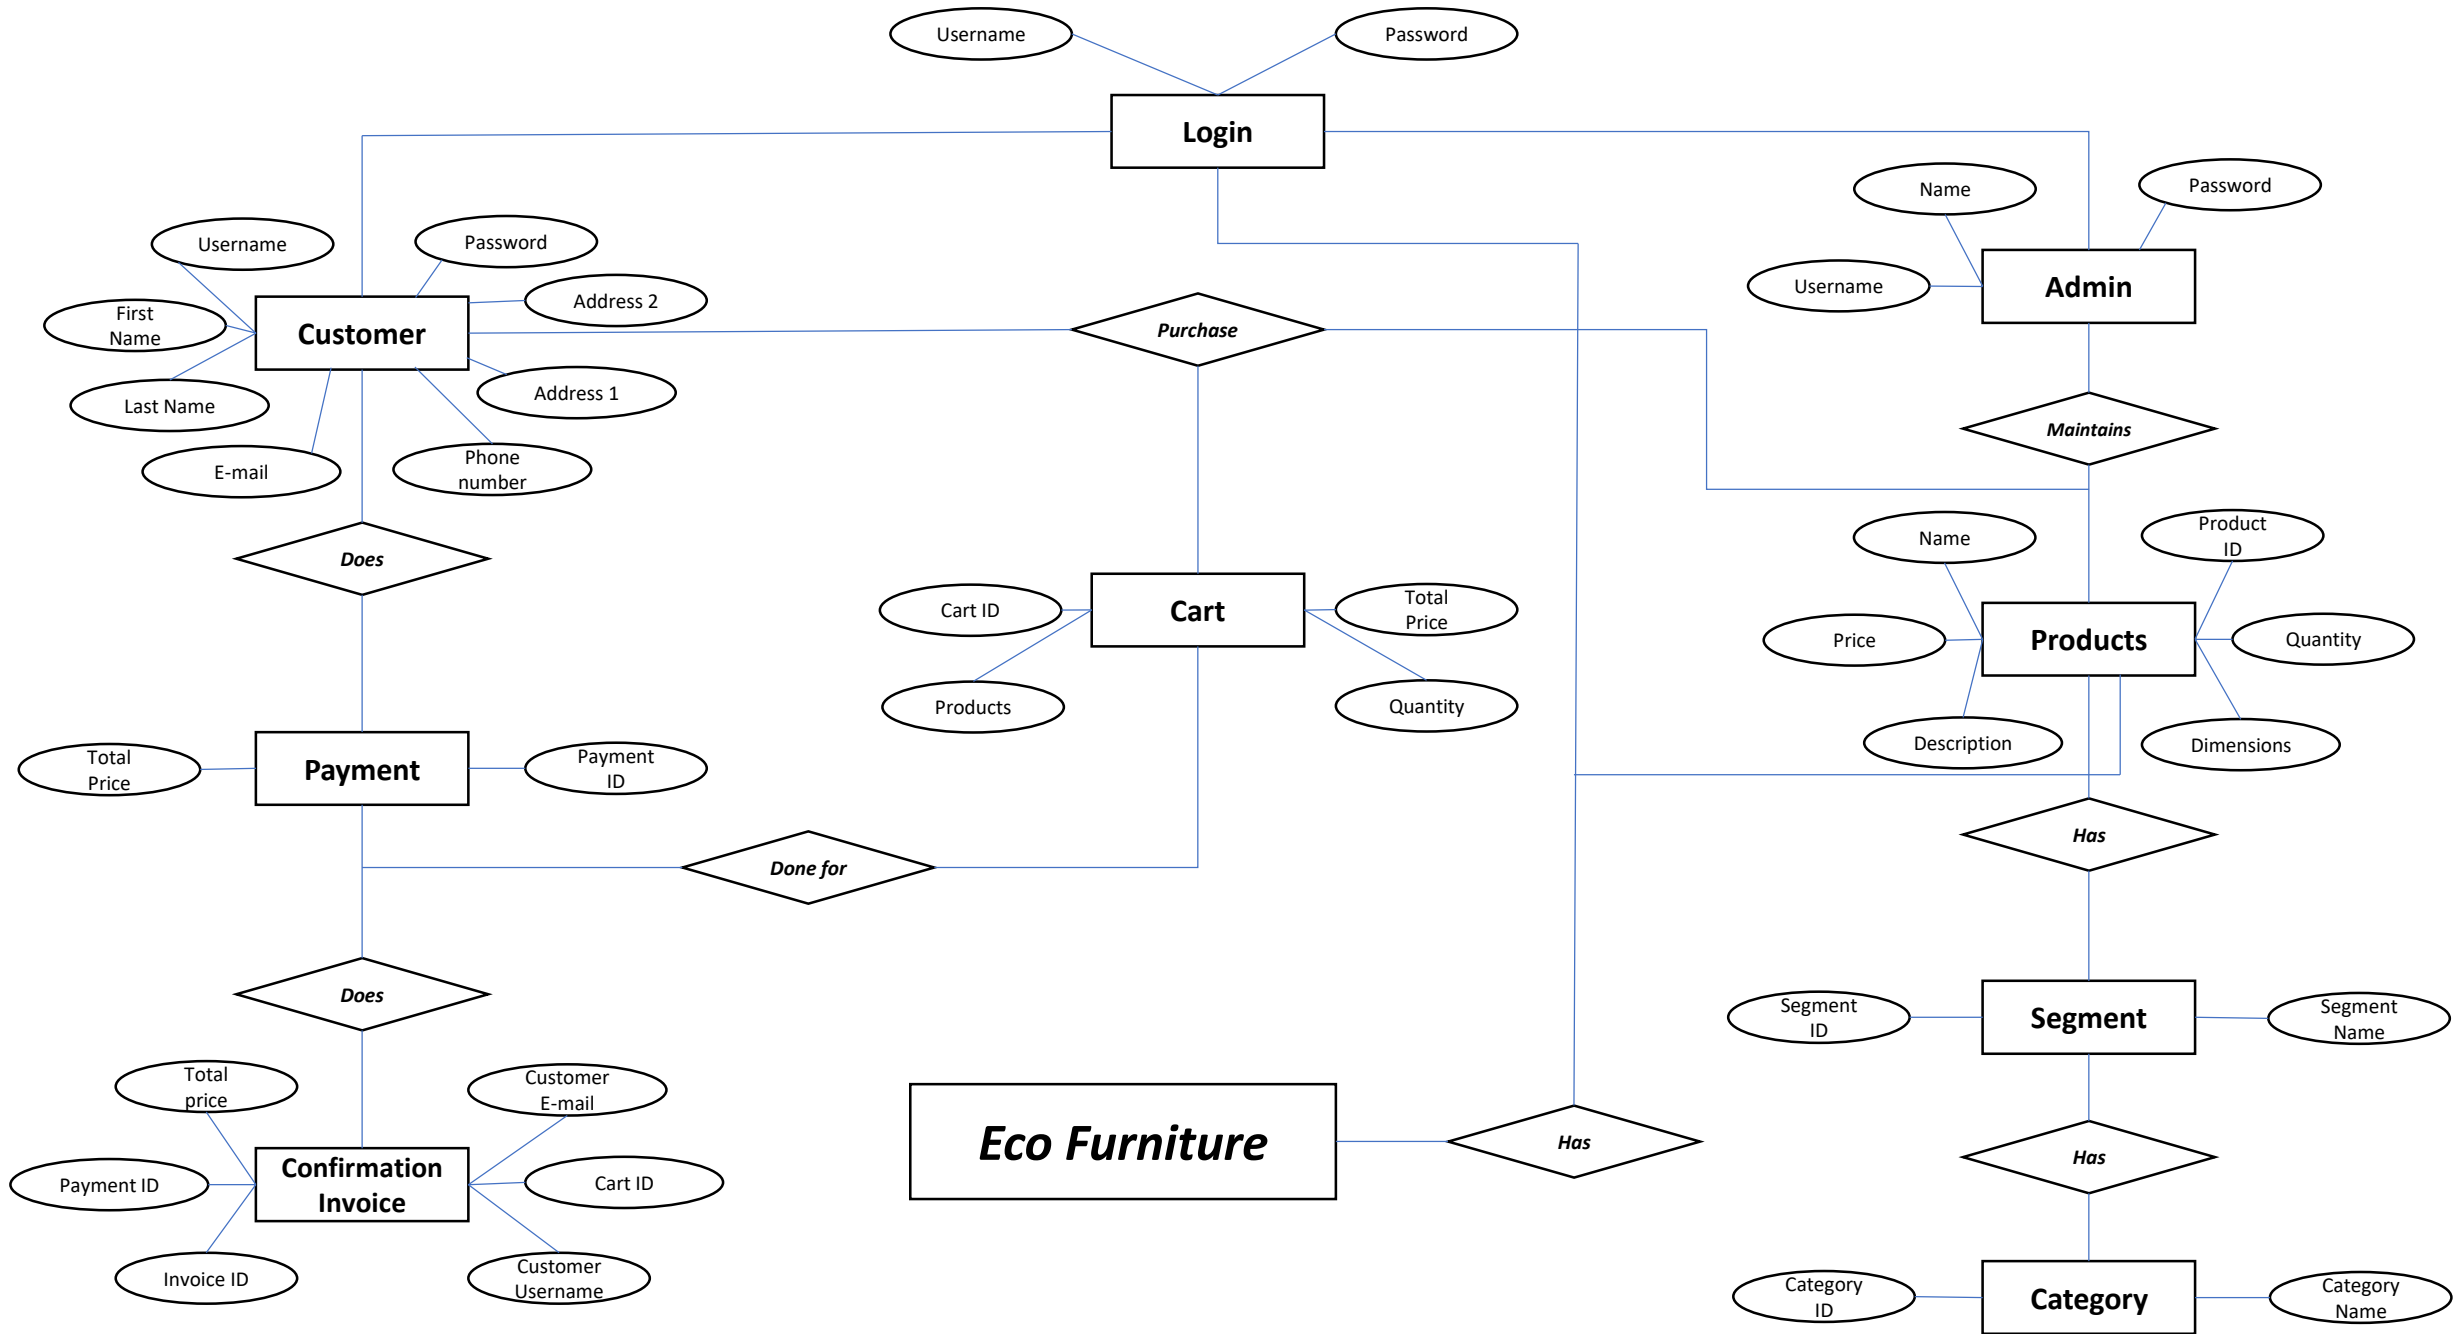 Username
Password
Login
Name
Password
Username
Admin
Username
Password
Address 2
First
Name
Customer
Last Name
Address 1
E-mail
Phone
number
Purchase
Maintains
Does
Name
Product
ID
Cart ID
Cart
Total
Price
Products
Quantity
Price
Products
Quantity
Description
Dimensions
Total
Price
Payment
Payment
ID
Done for
Has
Does
Segment
ID
Segment
Segment
Name
Total
price
Customer
E-mail
Payment ID
Confirmation
Invoice
Cart ID
Invoice ID
Customer
Username
Eco Furniture
Has
Has
Category
ID
Category
Category
Name